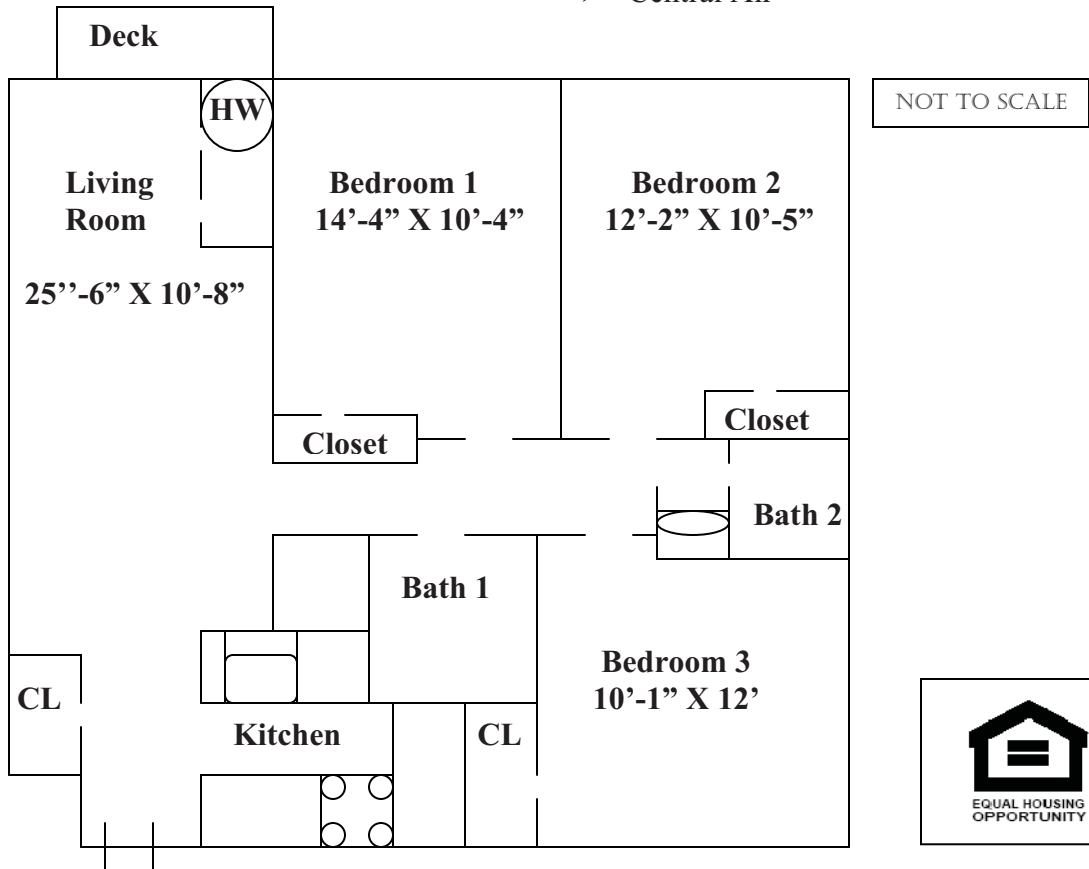 Deck
NOT TO SCALE
HW
Living
Room
25’’-6” X 10’-8”
Bedroom 1
14’-4” X 10’-4”
Bedroom 2
12’-2” X 10’-5”
Closet
Closet
Bath 2
Bath 1
Bedroom 3
10’-1” X 12’
CL
Kitchen
CL
EQUAL HOUSING
OPPORTUNITY